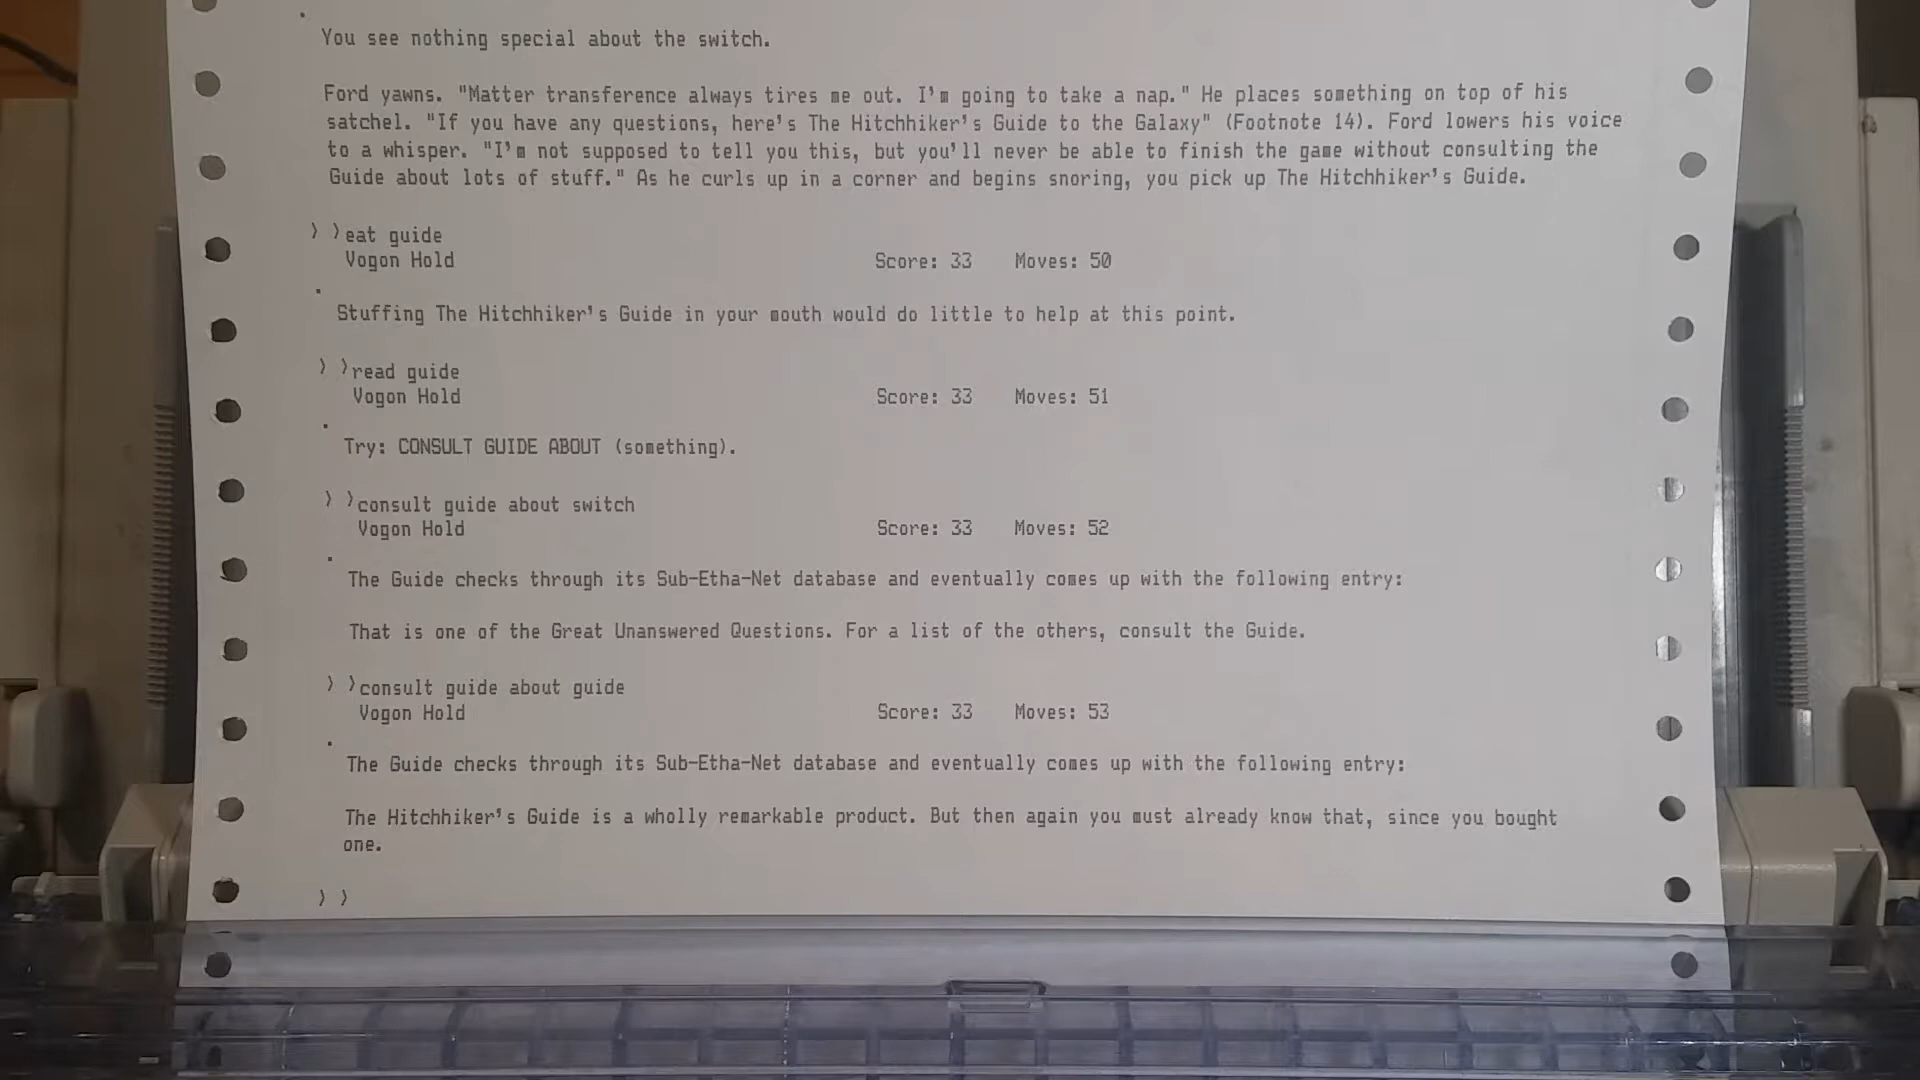 You see nothing special about the switch.
Ford yawns. "Matter transference always tires me out. I'm going to take a nap." He places something on top of his
satchel. "If you have any questions, here's The Hitchhiker's Guide to the Galaxy" (Footnote 14). Ford lowers his voice
to a whisper. "I'm not supposed to tell you this, but you'll never be able to finish the game without consulting the
Guide about lots of stuff." As he curls up in a corner and begins snoring, you pick up The Hitchhiker's Guide.
> >eat guide
Vogon Hold Score: 33 Moves: 50
.
Stuffing The Hitchhiker's Guide in your mouth would do little to help at this point.
> >read guide
Vogon Hold Score: 33 Moves: 51
.
Try: CONSULT GUIDE ABOUT (something).
> >consult guide about switch
Vogon Hold Score: 33 Moves: 52
.
The Guide checks through its Sub-Etha-Net database and eventually comes up with the following entry:
That is one of the Great Unanswered Questions. For a list of the others, consult the Guide.
> >consult guide about guide
Vogon Hold Score: 33 Moves: 53
.
The Guide checks through its Sub-Etha-Net database and eventually comes up with the following entry:
The Hitchhiker's Guide is a wholly remarkable product. But then again you must already know that, since you bought
one.
> >